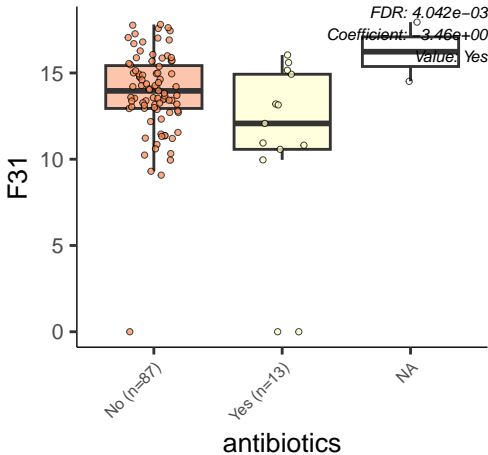 FDR: 4.042e−03
Coefficient: −3.46e+00
Value: Yes
15
10
5
0
F31
No (n=87)
Yes (n=13)
NA
antibiotics